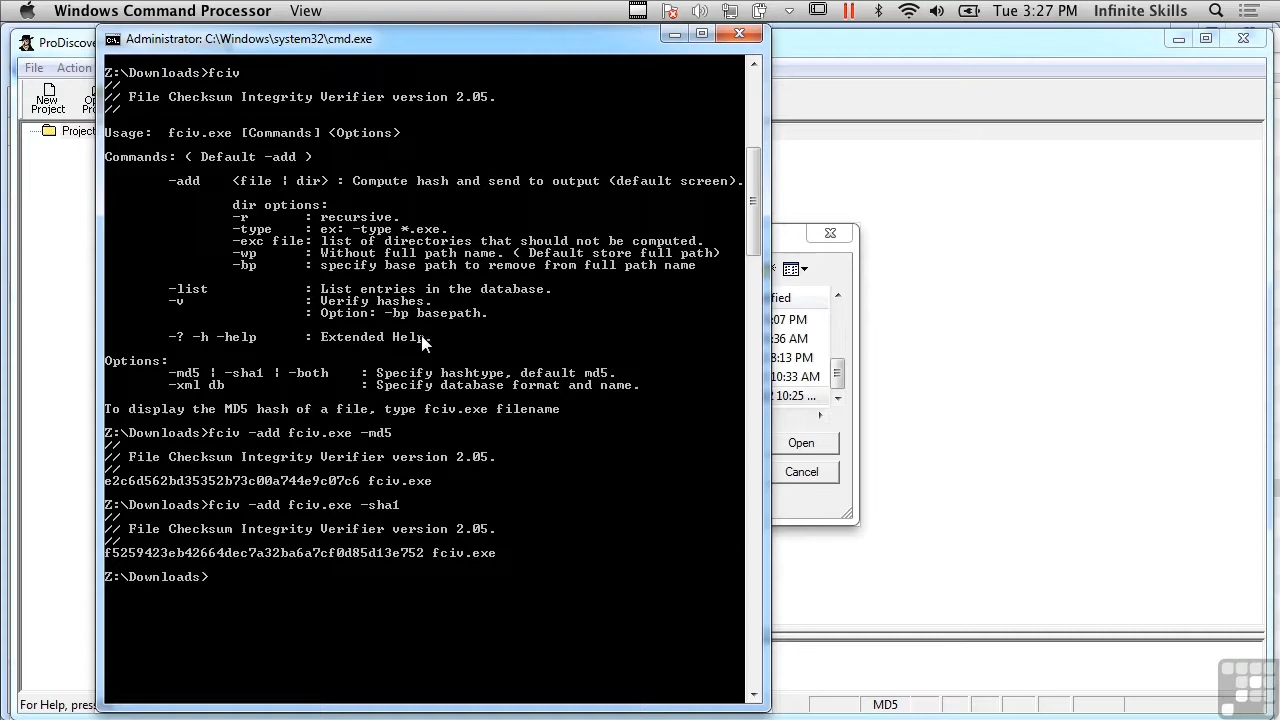 Windows Command Processor View
Tue 3:27 PM Infinite Skills
ProDiscove
Administrator: C:\Windows\system32\cmd.exe
File Action
New
Project
Project
Z:\Downloads>fciv
//
// File Checksum Integrity Verifier version 2.05.
//
Usage:  fciv.exe [Commands] <Options>
Commands: ( Default -add )
-add    <file | dir> : Compute hash and send to output (default screen).
dir options:
-r       : recursive.
-type    : ex: -type *.exe.
-exc file: list of directories that should not be computed.
-wp      : Without full path name. ( Default store full path)
-bp      : specify base path to remove from full path name
-list            : List entries in the database.
-v               : Verify hashes.
: Option: -bp basepath.
-? -h -help      : Extended Help.
Options:
-md5 | -sha1 | -both    : Specify hashtype, default md5.
-xml db                 : Specify database format and name.
To display the MD5 hash of a file, type fciv.exe filename
Z:\Downloads>fciv -add fciv.exe -md5
//
// File Checksum Integrity Verifier version 2.05.
//
e2c6d562bd35352b73c00a744e9c07c6 fciv.exe
Z:\Downloads>fciv -add fciv.exe -sha1
//
// File Checksum Integrity Verifier version 2.05.
//
f5259423eb42664dec7a32ba6a7cf0d85d13e752 fciv.exe
Z:\Downloads>
fied
:07 PM
:36 AM
8:13 PM
10:33 AM
2 10:25 ...
Open
Cancel
For Help, press
MD5